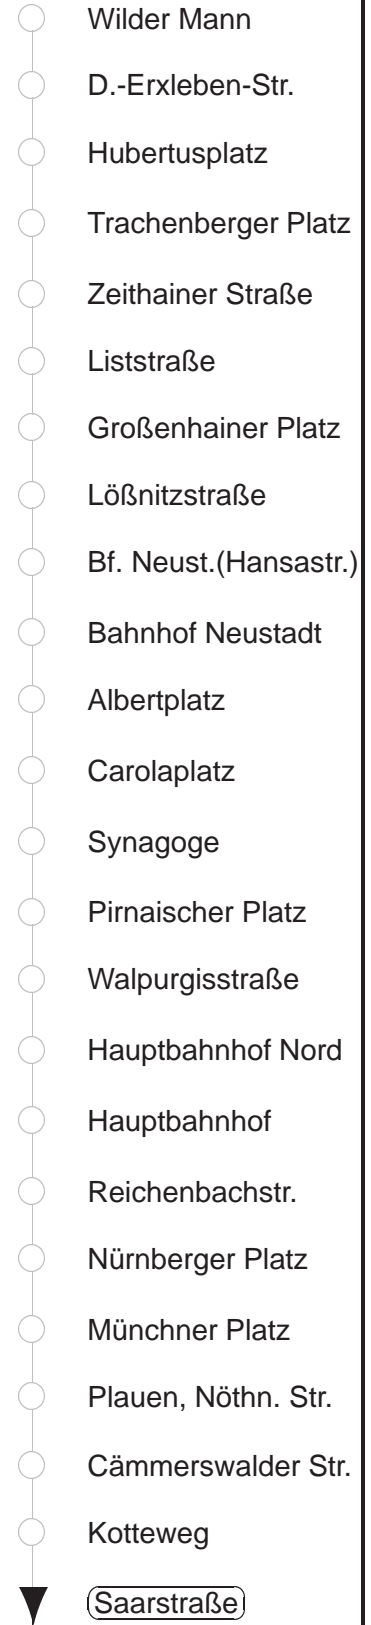 Wilder Mann
D.-Erxleben-Str.
Hubertusplatz
Trachenberger Platz
Zeithainer Straße
Liststraße
Großenhainer Platz
Lößnitzstraße
Bf. Neust.(Hansastr.)
Bahnhof Neustadt
Albertplatz
Carolaplatz
Synagoge
Pirnaischer Platz
Walpurgisstraße
Hauptbahnhof Nord
Hauptbahnhof
Reichenbachstr.
Nürnberger Platz
Münchner Platz
Plauen, Nöthn. Str.
Cämmerswalder Str.
Kotteweg
Saarstraße